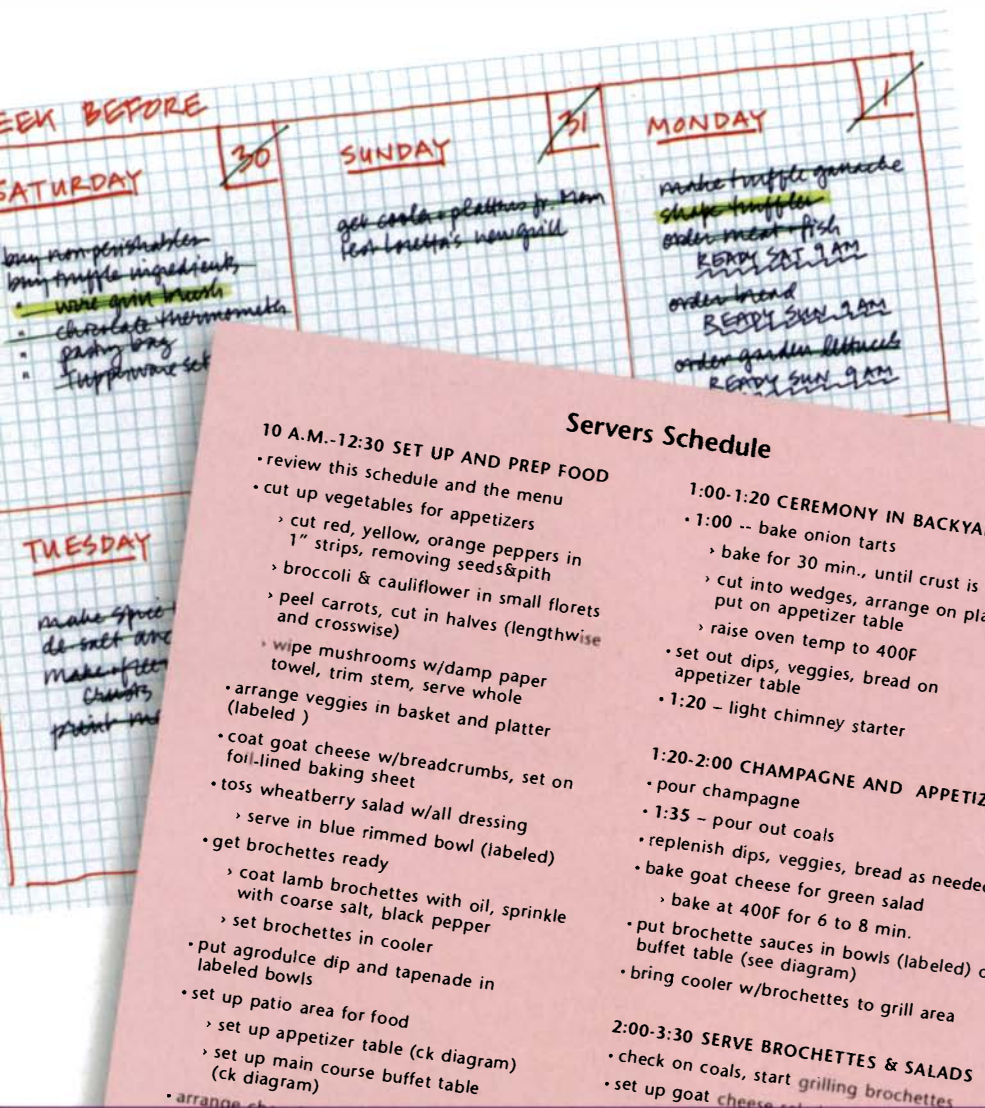 EEK BEFORE
SATURDAY
30
buy nonperishables
buy truffle ingredients
chocolate thermometer
pastry bag
Tupperware set
SUNDAY
31
get cooler + platters fr. Mom
test Loretta's new grill
MONDAY
1
make truffle ganache
shape truffles
order meat + fish
READY SAT 9 AM
order bread
READY SUN 9 AM
order garden lettuces
READY SUN 9 AM
TUESDAY
make spice
de-salt anc
crusts
print me
Servers Schedule
10 A.M.-12:30 SET UP AND PREP FOOD
• review this schedule and the menu
• cut up vegetables for appetizers
› cut red, yellow, orange peppers in
1" strips, removing seeds&pith
› broccoli & cauliflower in small florets
› peel carrots, cut in halves (lengthwise
and crosswise)
› wipe mushrooms w/damp paper
towel, trim stem, serve whole
• arrange veggies in basket and platter
(labeled )
• coat goat cheese w/breadcrumbs, set on
foil-lined baking sheet
• toss wheatberry salad w/all dressing
› serve in blue rimmed bowl (labeled)
• get brochettes ready
› coat lamb brochettes with oil, sprinkle
with coarse salt, black pepper
› set brochettes in cooler
• put agrodulce dip and tapenade in
labeled bowls
• set up patio area for food
› set up appetizer table (ck diagram)
› set up main course buffet table
(ck diagram)
• arrange
1:00-1:20 CEREMONY IN BACKYA
• 1:00 -- bake onion tarts
› bake for 30 min., until crust is
› cut into wedges, arrange on pla
put on appetizer table
› raise oven temp to 400F
• set out dips, veggies, bread on
appetizer table
• 1:20 – light chimney starter
1:20-2:00 CHAMPAGNE AND APPETIZ
• pour champagne
• 1:35 – pour out coals
• replenish dips, veggies, bread as needed
• bake goat cheese for green salad
› bake at 400F for 6 to 8 min.
• put brochette sauces in bowls (labeled) o
buffet table (see diagram)
• bring cooler w/brochettes to grill area
2:00-3:30 SERVE BROCHETTES & SALADS
• check on coals, start grilling brochettes
• set up goat cheese